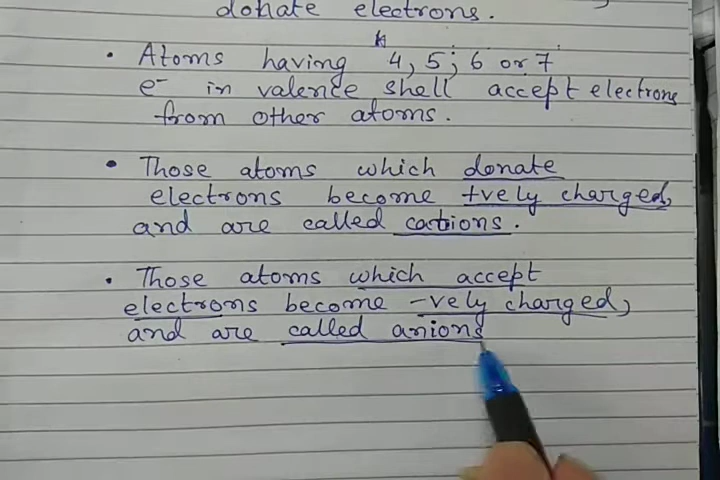 donate electrons.
• Atoms having 4, 5, 6 or 7
e- in valence shell accept electrons
from other atoms.
• Those atoms which donate
electrons become +vely charged,
and are called cations.
• Those atoms which accept
electrons become -vely charged,
and are called anions